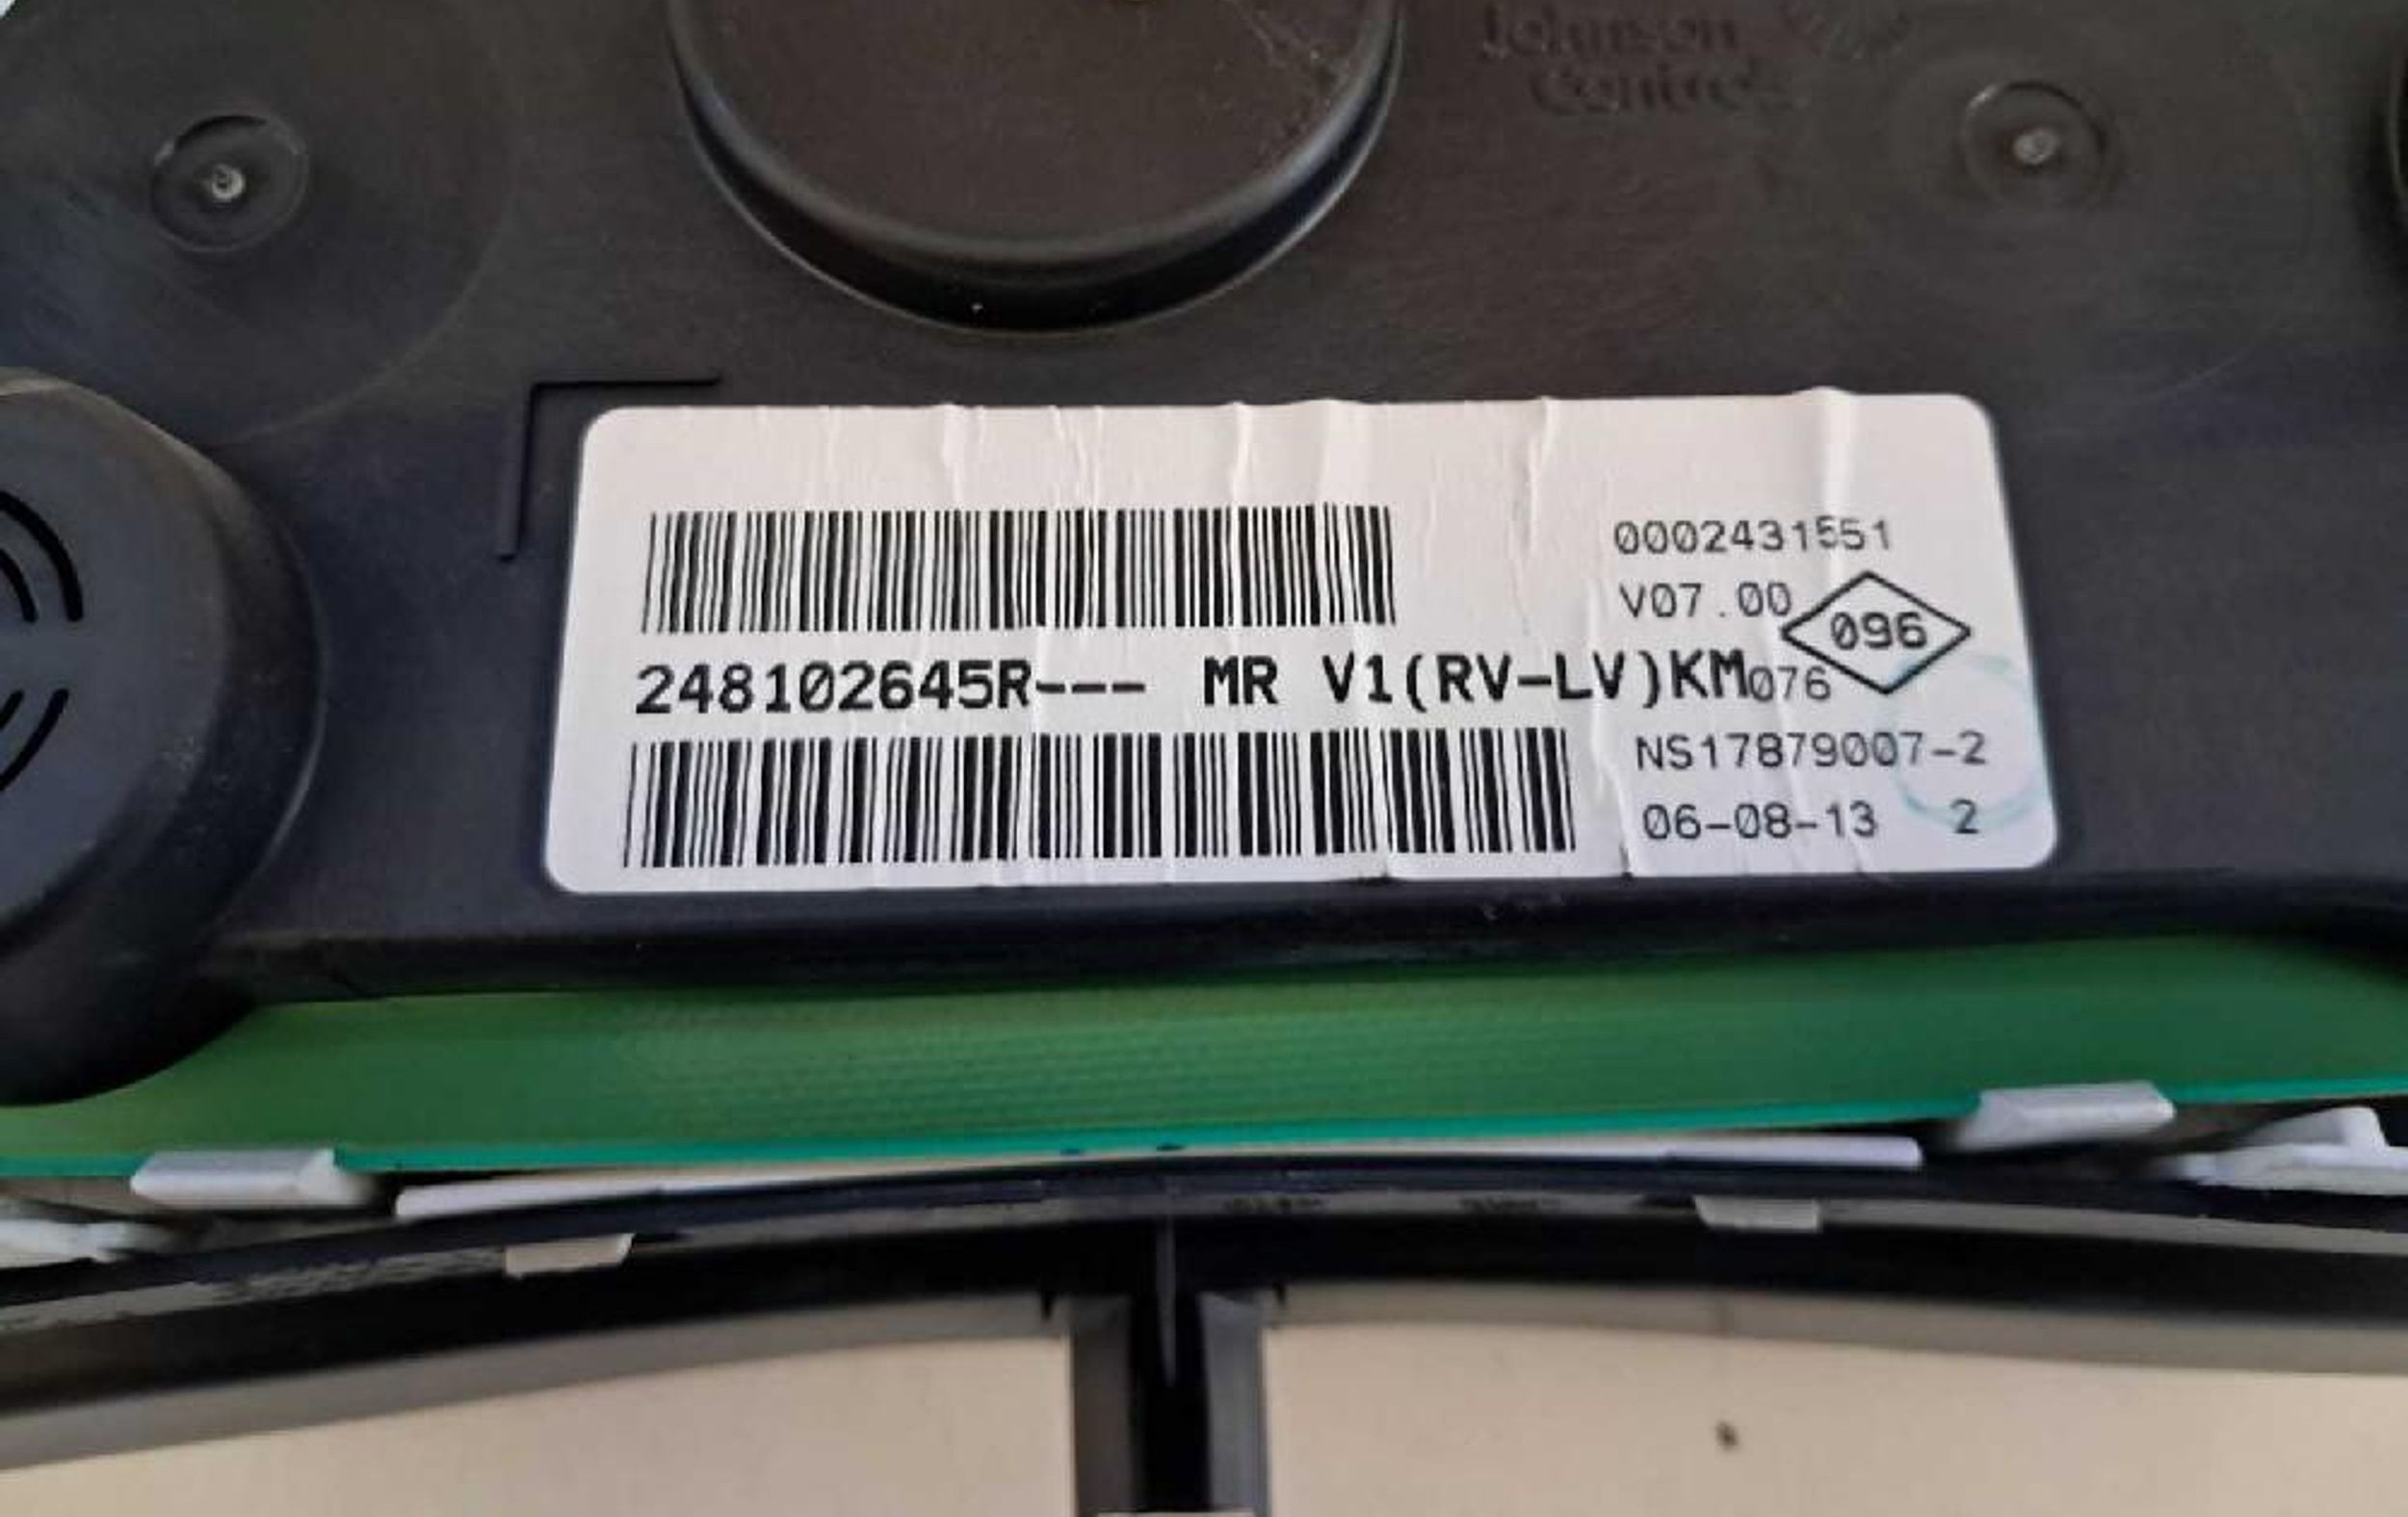 Johnson
Controls
0002431551
V07.00
096
248102645R--- MR V1(RV-LV)KM076
NS17879007-2
06-08-13 2